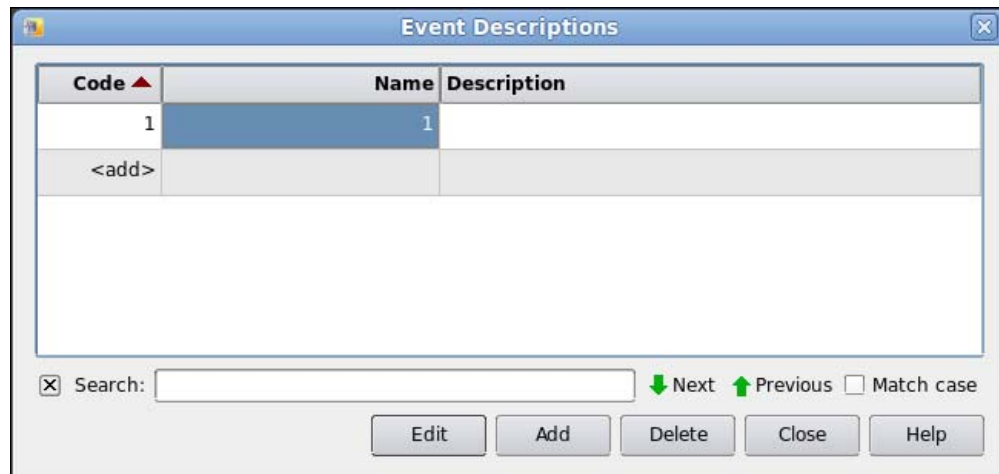 Event Descriptions
Code Name Description
1 1
<add>
Search: Next Previous Match case
Edit Add Delete Close Help